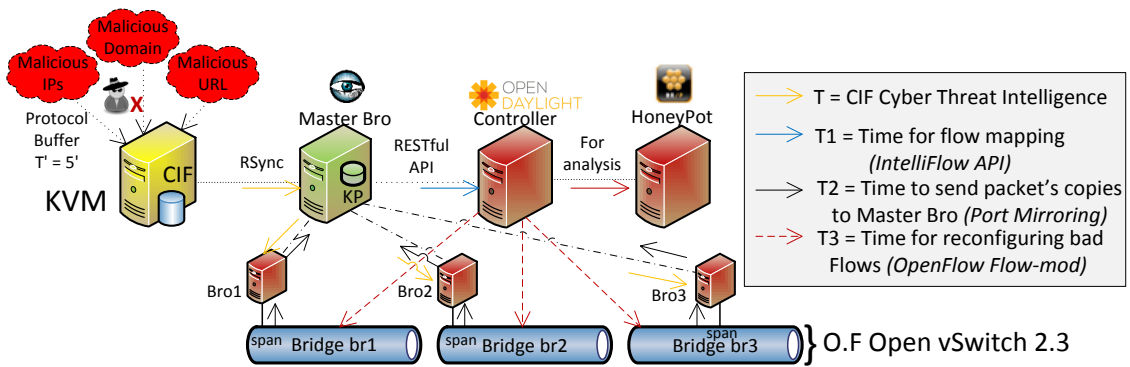 Malicious
Domain
Malicious
IPs
Malicious
URL
X
Protocol
Buffer
T' = 5'
KVM
CIF
RSync
Master Bro
KP
RESTful
API
OPEN
DAYLIGHT
Controller
For
analysis
HoneyPot
Bro1
Bro2
Bro3
span
Bridge br1
span
Bridge br2
span
Bridge br3
} O.F Open vSwitch 2.3
T = CIF Cyber Threat Intelligence
T1 = Time for flow mapping
(IntelliFlow API)
T2 = Time to send packet's copies
to Master Bro (Port Mirroring)
T3 = Time for reconfiguring bad
Flows (OpenFlow Flow-mod)